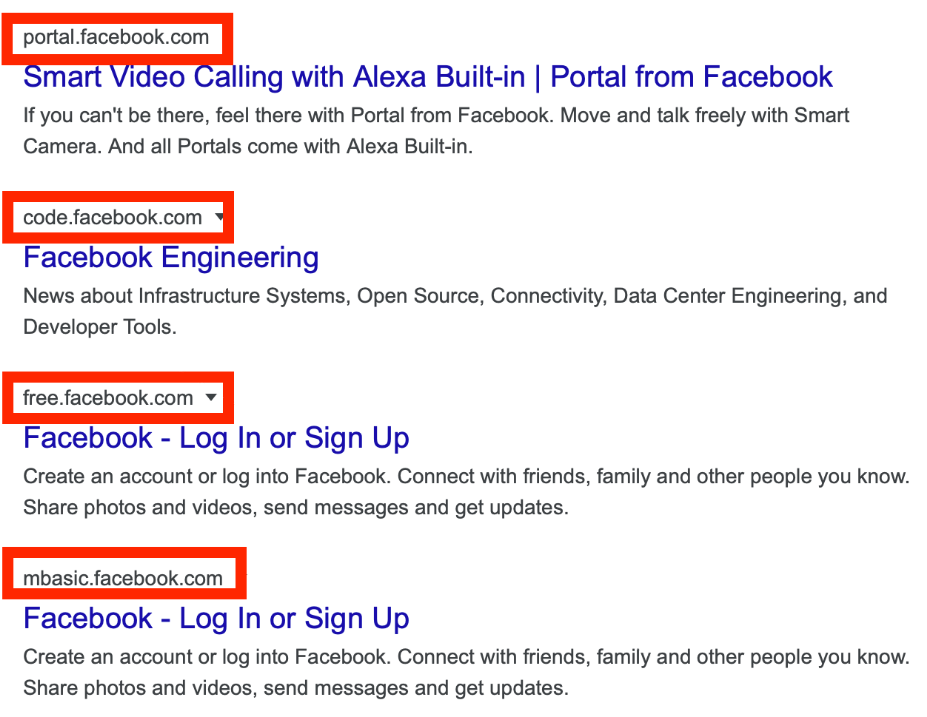 portal.facebook.com
Smart Video Calling with Alexa Built-in | Portal from Facebook
If you can't be there, feel there with Portal from Facebook. Move and talk freely with Smart
Camera. And all Portals come with Alexa Built-in.
code.facebook.com
Facebook Engineering
News about Infrastructure Systems, Open Source, Connectivity, Data Center Engineering, and
Developer Tools.
free.facebook.com
Facebook - Log In or Sign Up
Create an account or log into Facebook. Connect with friends, family and other people you know.
Share photos and videos, send messages and get updates.
mbasic.facebook.com
Facebook - Log In or Sign Up
Create an account or log into Facebook. Connect with friends, family and other people you know.
Share photos and videos, send messages and get updates.